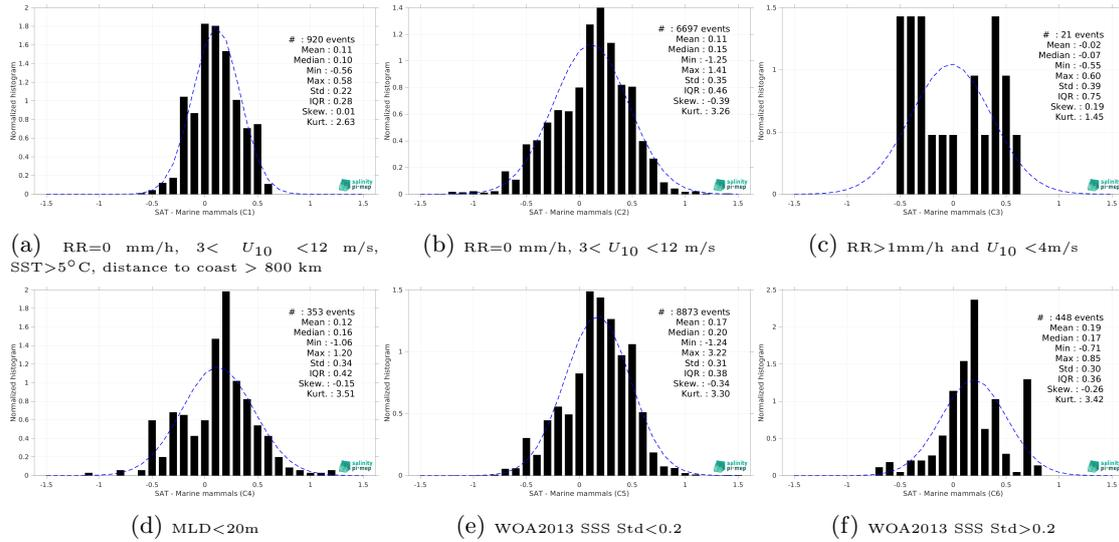 Normalized histogram
2
1.8
1.6
1.4
1.2
1
0.8
0.6
0.4
0.2
0
-1.5
-1
-0.5
0
0.5
1
1.5
SAT - Marine mammals (C1)
# : 920 events
Mean : 0.11
Median : 0.10
Min : -0.56
Max : 0.58
Std : 0.22
IQR : 0.28
Skew. : 0.01
Kurt. : 2.63
salinity
pi-mep
(a) RR=0 mm/h, 3< U10 <12 m/s,
SST>5°C, distance to coast > 800 km
Normalized histogram
1.4
1.2
1
0.8
0.6
0.4
0.2
0
-1.5
-1
-0.5
0
0.5
1
1.5
SAT - Marine mammals (C2)
# : 6697 events
Mean : 0.11
Median : 0.15
Min : -1.25
Max : 1.41
Std : 0.35
IQR : 0.46
Skew. : -0.39
Kurt. : 3.26
salinity
pi-mep
(b) RR=0 mm/h, 3< U10 <12 m/s
Normalized histogram
1.5
1
0.5
0
-1.5
-1
-0.5
0
0.5
1
1.5
SAT - Marine mammals (C3)
# : 21 events
Mean : -0.02
Median : -0.07
Min : -0.55
Max : 0.60
Std : 0.39
IQR : 0.75
Skew. : 0.19
Kurt. : 1.45
salinity
pi-mep
(c) RR>1mm/h and U10 <4m/s
Normalized histogram
2
1.8
1.6
1.4
1.2
1
0.8
0.6
0.4
0.2
0
-1.5
-1
-0.5
0
0.5
1
1.5
SAT - Marine mammals (C4)
# : 353 events
Mean : 0.12
Median : 0.16
Min : -1.06
Max : 1.20
Std : 0.34
IQR : 0.42
Skew. : -0.15
Kurt. : 3.51
salinity
pi-mep
(d) MLD<20m
Normalized histogram
1.5
1
0.5
0
-1.5
-1
-0.5
0
0.5
1
1.5
SAT - Marine mammals (C5)
# : 8873 events
Mean : 0.17
Median : 0.20
Min : -1.24
Max : 3.22
Std : 0.31
IQR : 0.38
Skew. : -0.34
Kurt. : 3.30
salinity
pi-mep
(e) WOA2013 SSS Std<0.2
Normalized histogram
2.5
2
1.5
1
0.5
0
-1.5
-1
-0.5
0
0.5
1
1.5
SAT - Marine mammals (C6)
# : 448 events
Mean : 0.19
Median : 0.17
Min : -0.71
Max : 0.85
Std : 0.30
IQR : 0.36
Skew. : -0.26
Kurt. : 3.42
salinity
pi-mep
(f) WOA2013 SSS Std>0.2